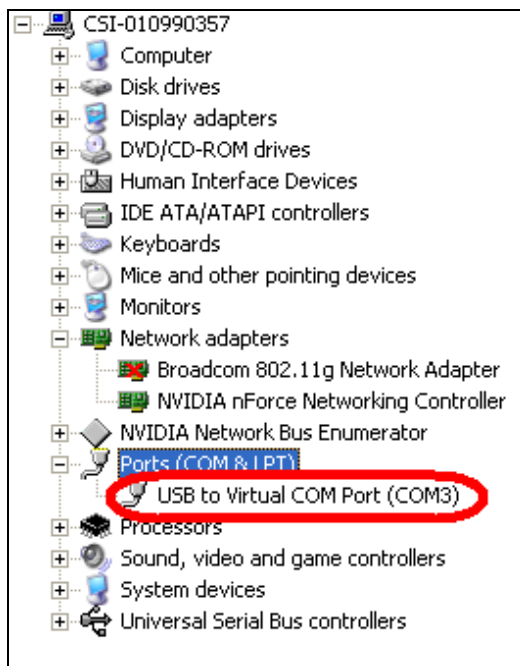 CSI-010990357
Computer
Disk drives
Display adapters
DVD/CD-ROM drives
Human Interface Devices
IDE ATA/ATAPI controllers
Keyboards
Mice and other pointing devices
Monitors
Network adapters
Broadcom 802.11g Network Adapter
NVIDIA nForce Networking Controller
NVIDIA Network Bus Enumerator
Ports (COM & LPT)
USB to Virtual COM Port (COM3)
Processors
Sound, video and game controllers
System devices
Universal Serial Bus controllers